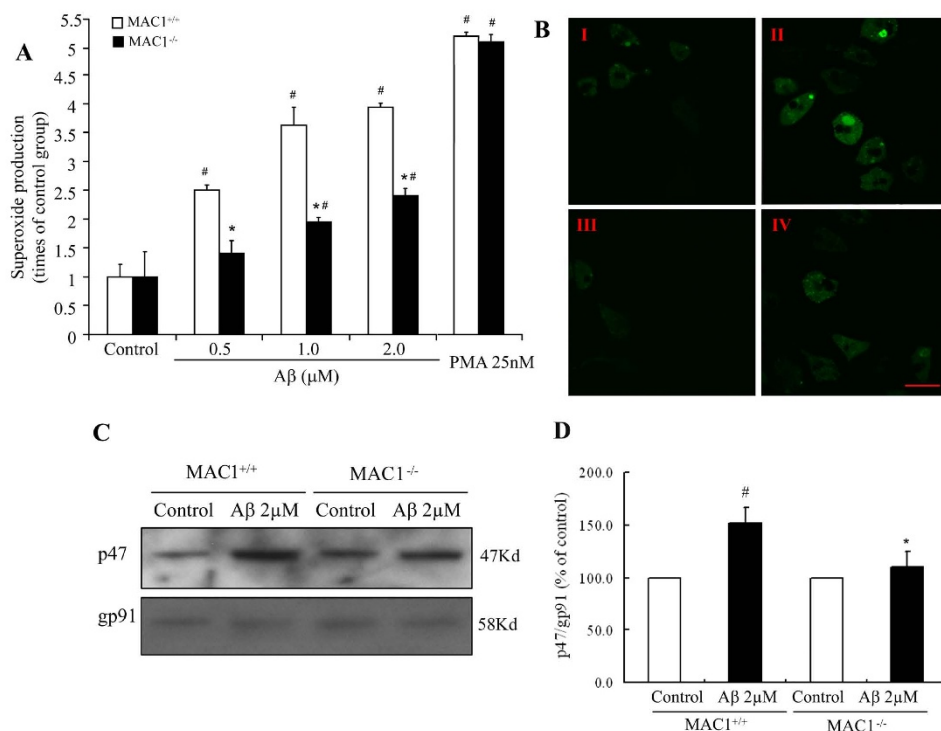 A
MAC1+/+
MAC1-/-
Superoxide production
(times of control group)
5.5
5
4.5
4
3.5
3
2.5
2
1.5
1
0.5
0
#
#
#
*
*#
*#
#
#
Control
0.5
1.0
2.0
PMA 25nM
Aβ (µM)
B
I
II
III
IV
C
MAC1+/+
MAC1-/-
Control
Aβ 2µM
Control
Aβ 2µM
p47
47Kd
gp91
58Kd
D
p47/gp91 (% of control)
200.0
150.0
100.0
50.0
0.0
#
*
Control
Aβ 2µM
Control
Aβ 2µM
MAC1+/+
MAC1-/-